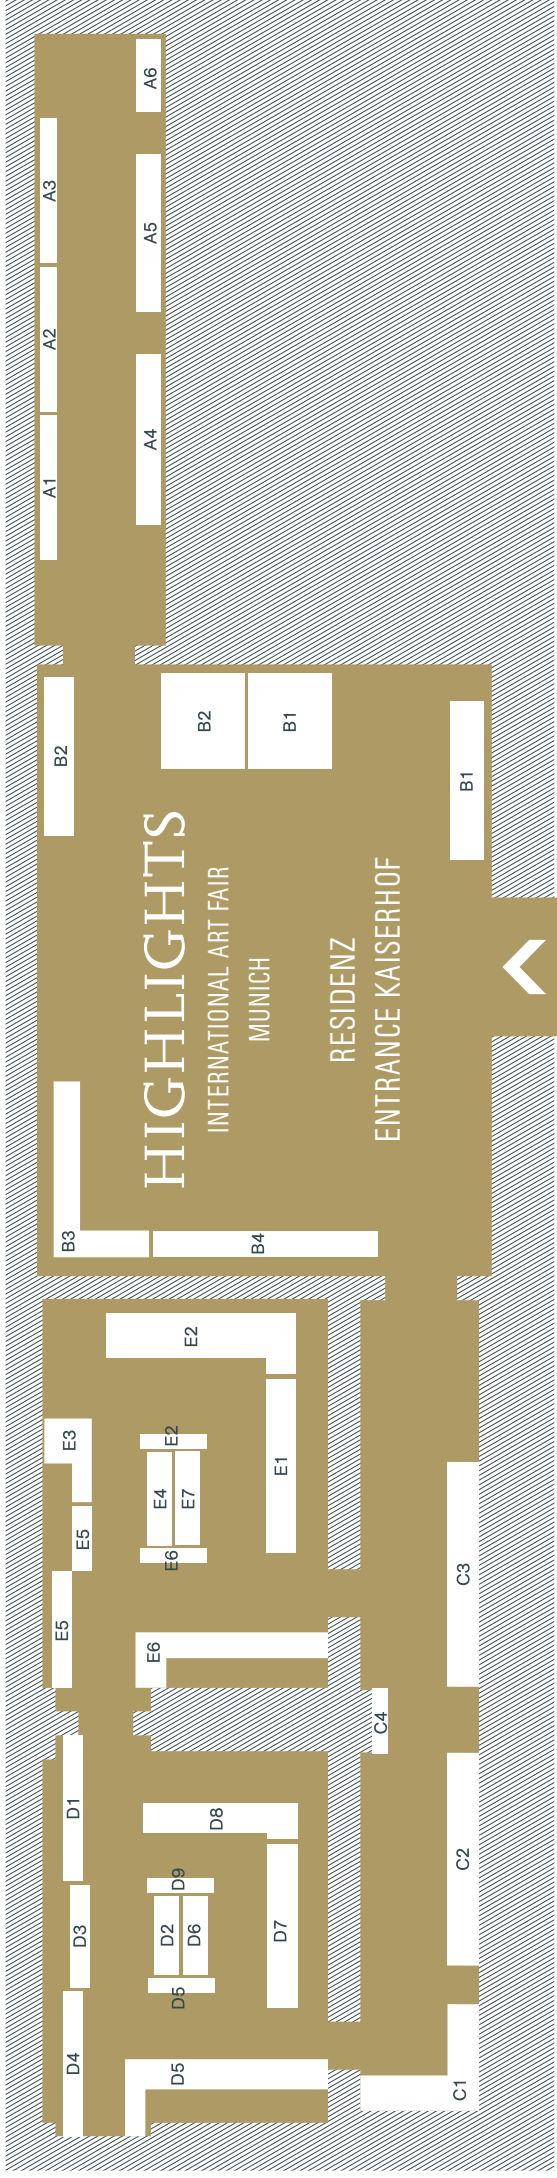 A6
A3
A5
A2
A4
A1
B2
B2
B1
B1
HIGHLIGHTS
INTERNATIONAL ART FAIR
MUNICH
RESIDENZ
ENTRANCE KAISERHOF
B3
B4
E2
E3
E2
E1
E4
E7
E5
E6
C3
E5
E6
C4
D1
D8
C2
D9
D3
D2
D6
D7
D5
D4
D5
C1